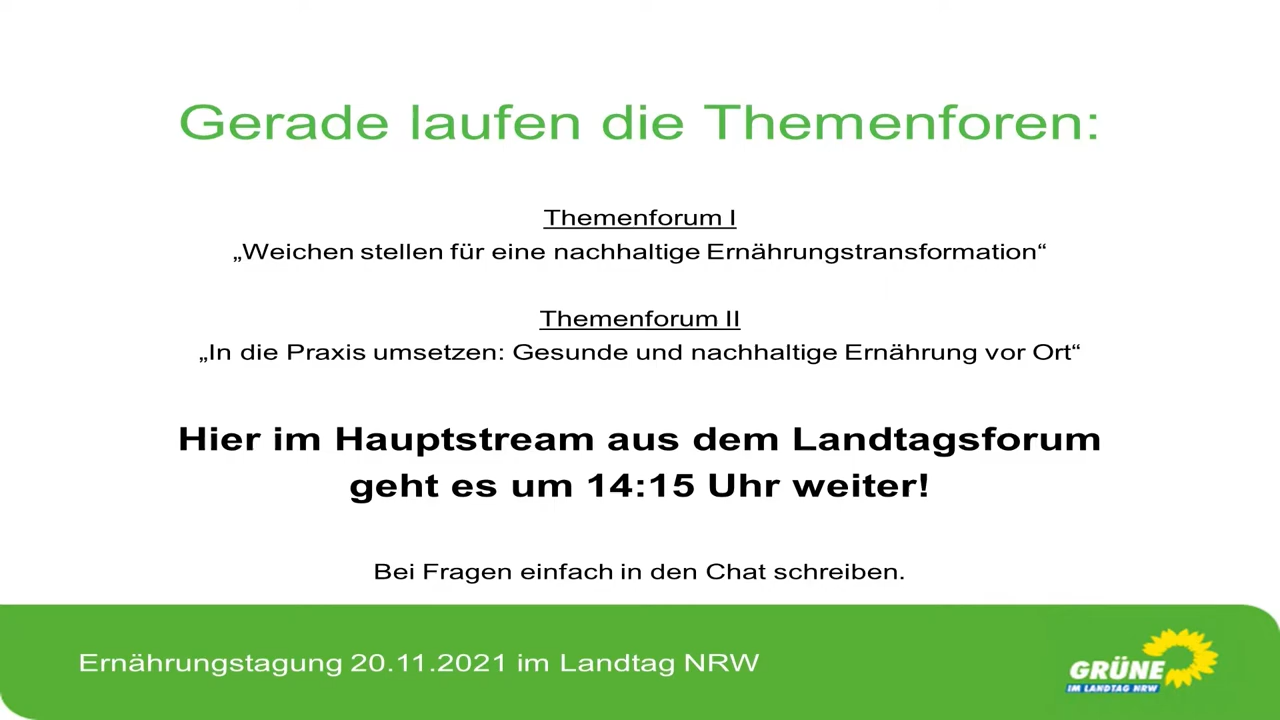 Gerade laufen die Themenforen:
Themenforum I
„Weichen stellen für eine nachhaltige Ernährungstransformation“
Themenforum II
„In die Praxis umsetzen: Gesunde und nachhaltige Ernährung vor Ort“
Hier im Hauptstream aus dem Landtagsforum
geht es um 14:15 Uhr weiter!
Bei Fragen einfach in den Chat schreiben.
Ernährungstagung 20.11.2021 im Landtag NRW
GRÜNE
IM LANDTAG NRW